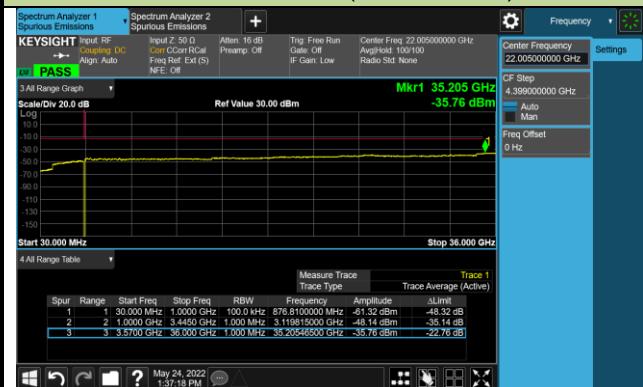 Spectrum Analyzer 1
Spurious Emissions
Spectrum Analyzer 2
Spurious Emissions
Frequency
KEYSIGHT
Input: RF
Coupling: DC
Align: Auto
Input Z: 50 Ω
Corr CCorr RCal
Freq Ref: Ext (S)
NFE: Off
Atten: 16 dB
Preamp: Off
Trig: Free Run
Gate: Off
IF Gain: Low
Center Freq: 22.005000000 GHz
Avg|Hold: 100/100
Radio Std: None
PASS
Center Frequency
22.005000000 GHz
Settings
CF Step
4.399000000 GHz
Auto
Man
Freq Offset
0 Hz
3 All Range Graph
Mkr1 35.205 GHz
Scale/Div 20.0 dB
Ref Value 30.00 dBm
-35.76 dBm
Log
10.0
-10.0
-30.0
-50.0
-70.0
-90.0
-110
-130
-150
1
Start 30.000 MHz
Stop 36.000 GHz
4 All Range Table
Measure Trace Trace 1
Trace Type Trace Average (Active)
Spur Range Start Freq Stop Freq RBW Frequency Amplitude ΔLimit
1 1 30.000 MHz 1.0000 GHz 100.0 kHz 876.8100000 MHz -61.32 dBm -48.32 dB
2 2 1.0000 GHz 3.4450 GHz 1.000 MHz 3.119815000 GHz -48.14 dBm -35.14 dB
3 3 3.5700 GHz 36.000 GHz 1.000 MHz 35.20546500 GHz -35.76 dBm -22.76 dB
May 24, 2022
1:37:18 PM